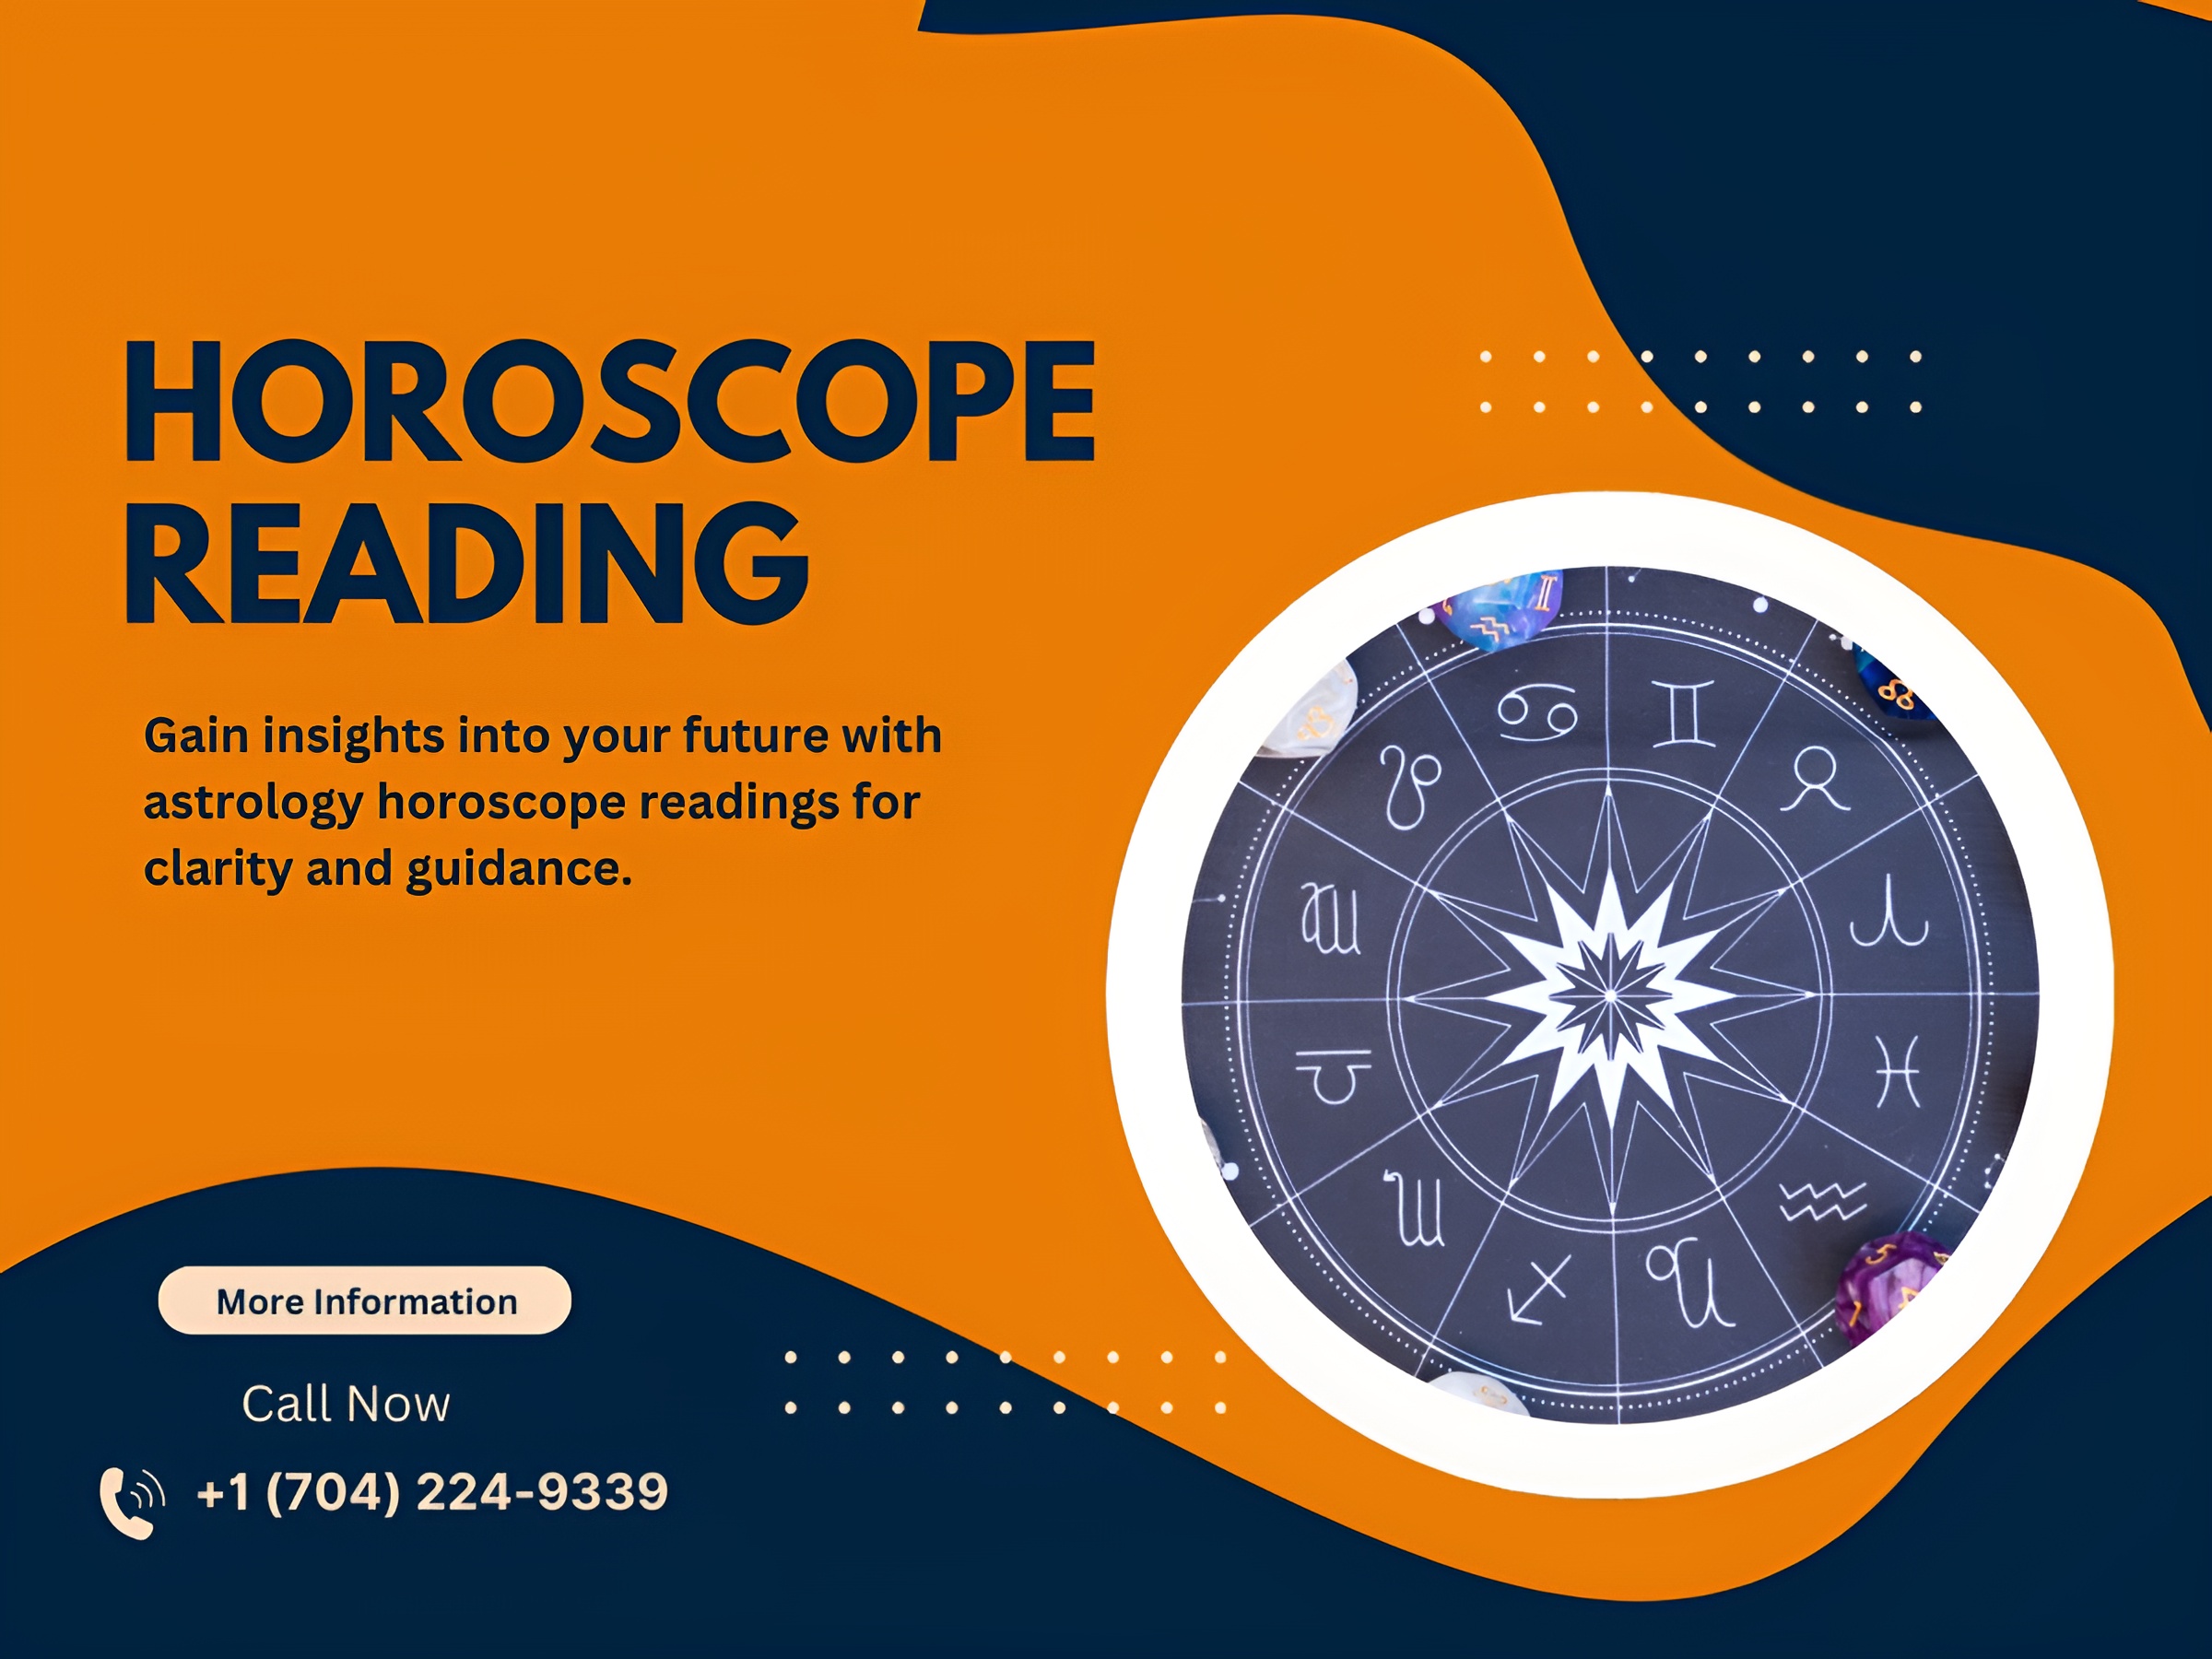 HOROSCOPE
READING
Gain insights into your future with
astrology horoscope readings for
clarity and guidance.
More Information
Call Now
+1 (704) 224-9339